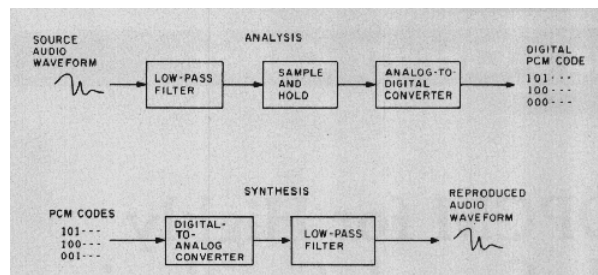 ANALYSIS
SOURCE
AUDIO
WAVEFORM
LOW-PASS
FILTER
SAMPLE
AND
HOLD
ANALOG-TO-
DIGITAL
CONVERTER
DIGITAL
PCM CODE
101---
100---
000---
SYNTHESIS
PCM CODES
101---
100---
001---
DIGITAL-
TO-
ANALOG
CONVERTER
LOW-PASS
FILTER
REPRODUCED
AUDIO
WAVEFORM